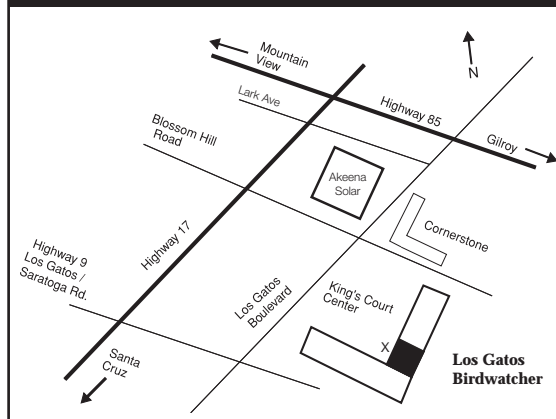 Mountain
View
N
Lark Ave
Highway 85
Blossom Hill
Road
Gilroy
Akeena
Solar
Cornerstone
Highway 17
Highway 9
Los Gatos /
Saratoga Rd.
Los Gatos
Boulevard
King's Court
Center
X
Los Gatos
Birdwatcher
Santa
Cruz